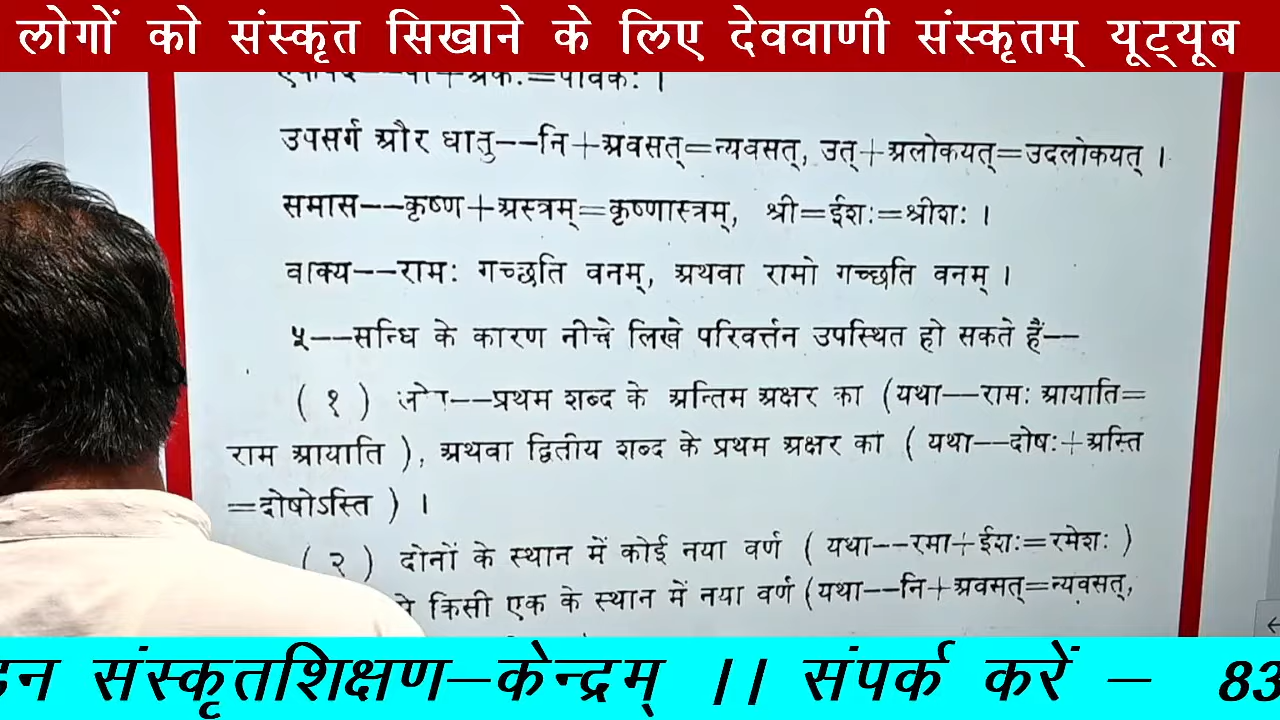 लोगों को संस्कृत सिखाने के लिए देववाणी संस्कृतम् यूट्यूब
पौ+अकः=पावकः ।
उपसर्ग और धातु--नि+अवसत्=न्यवसत्, उत्+अलोकयत्=उदलोकयत् ।
समास--कृष्ण+अस्त्रम्=कृष्णास्त्रम्, श्री=ईशः=श्रीशः ।
वाक्य--रामः गच्छति वनम्, अथवा रामो गच्छति वनम् ।
५--सन्धि के कारण नीचे लिखे परिवर्त्तन उपस्थित हो सकते हैं--
( १ ) --प्रथम शब्द के अन्तिम अक्षर का (यथा--रामः आयाति=
राम आयाति ), अथवा द्वितीय शब्द के प्रथम अक्षर का ( यथा--दोषः+अस्ति
=दोषोऽस्ति ) ।
( २ ) दोनों के स्थान में कोई नया वर्ण ( यथा--रमा+ईशः=रमेशः )
किसी एक के स्थान में नया वर्ण (यथा--नि+अवसत्=न्यवसत्,
संस्कृतशिक्षण-केन्द्रम् || संपर्क करें - 83